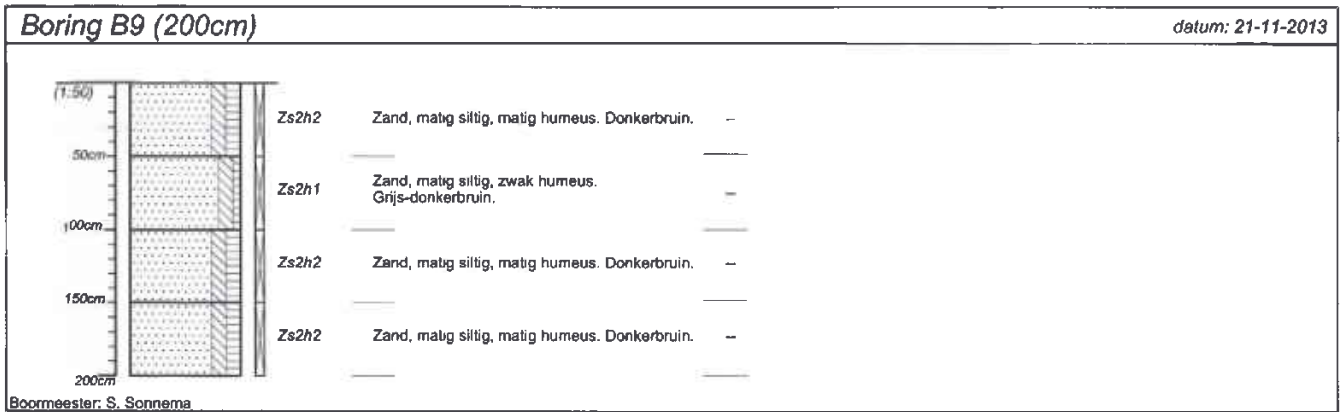 Boring B9 (200cm)
datum: 21-11-2013
(1:50)
Zs2h2 Zand, matig siltig, matig humeus. Donkerbruin. –
50cm
Zs2h1 Zand, matig siltig, zwak humeus. –
Grijs-donkerbruin.
100cm
Zs2h2 Zand, matig siltig, matig humeus. Donkerbruin. –
150cm
Zs2h2 Zand, matig siltig, matig humeus. Donkerbruin. –
200cm
Boormeester: S. Sonnema